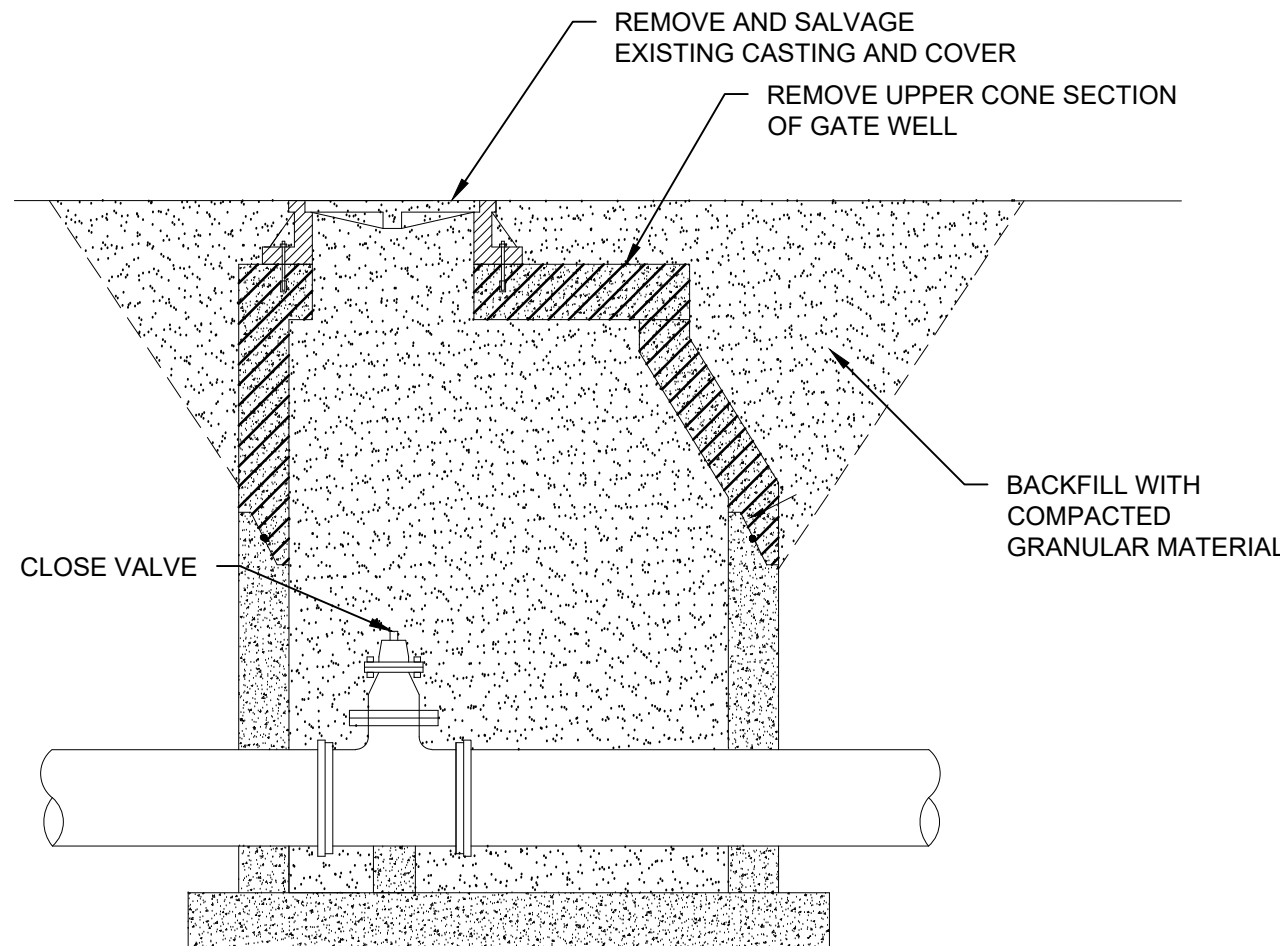 REMOVE AND SALVAGE
EXISTING CASTING AND COVER
REMOVE UPPER CONE SECTION
OF GATE WELL
BACKFILL WITH
COMPACTED
GRANULAR MATERIAL
CLOSE VALVE